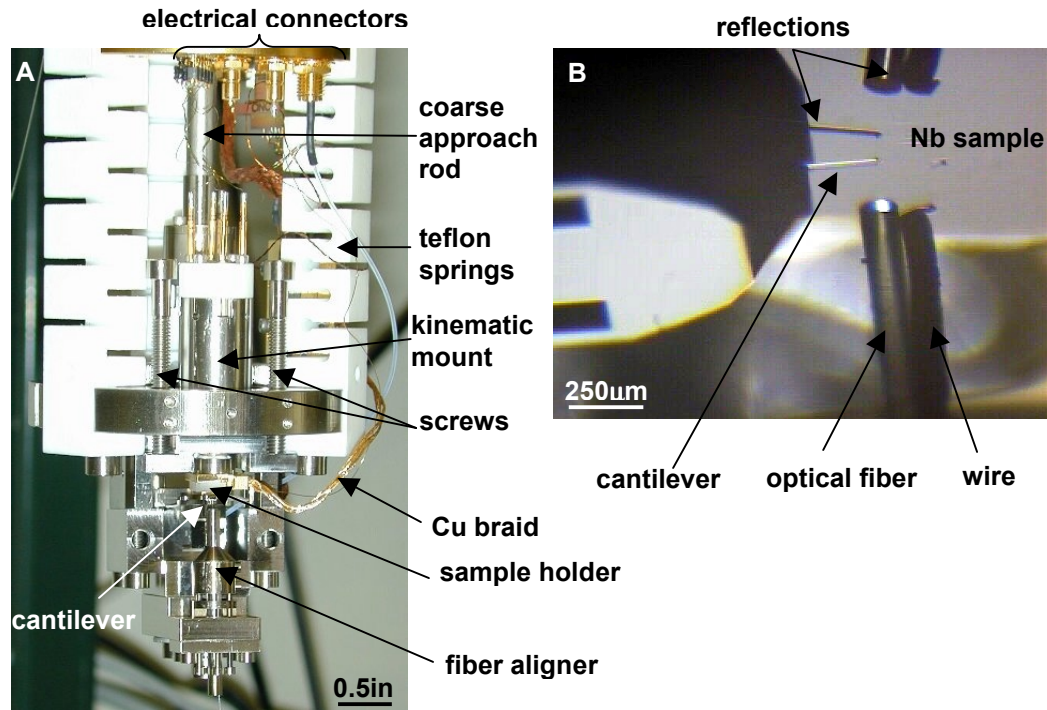 electrical connectors
A
coarse
approach
rod
teflon
springs
kinematic
mount
screws
Cu braid
sample holder
cantilever
fiber aligner
0.5in
reflections
B
Nb sample
250µm
cantilever
optical fiber
wire